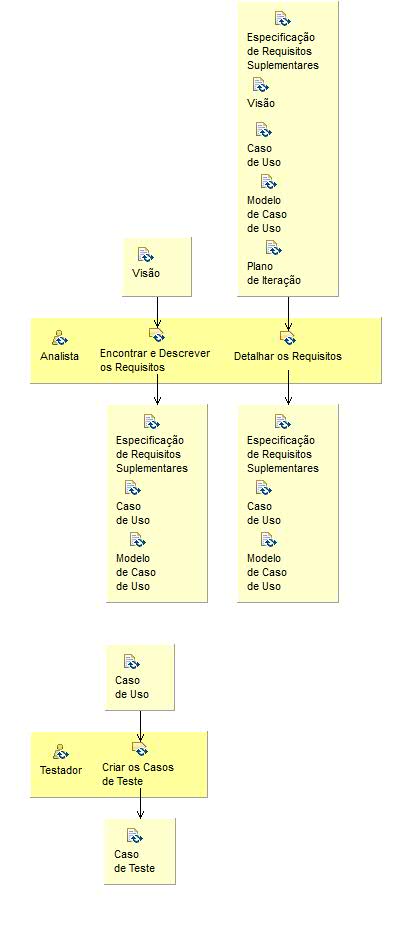 Especificação
de Requisitos
Suplementares
Visão
Caso
de Uso
Modelo
de Caso
de Uso
Plano
de Iteração
Visão
Analista
Encontrar e Descrever
os Requisitos
Detalhar os Requisitos
Especificação
de Requisitos
Suplementares
Caso
de Uso
Modelo
de Caso
de Uso
Especificação
de Requisitos
Suplementares
Caso
de Uso
Modelo
de Caso
de Uso
Caso
de Uso
Testador
Criar os Casos
de Teste
Caso
de Teste